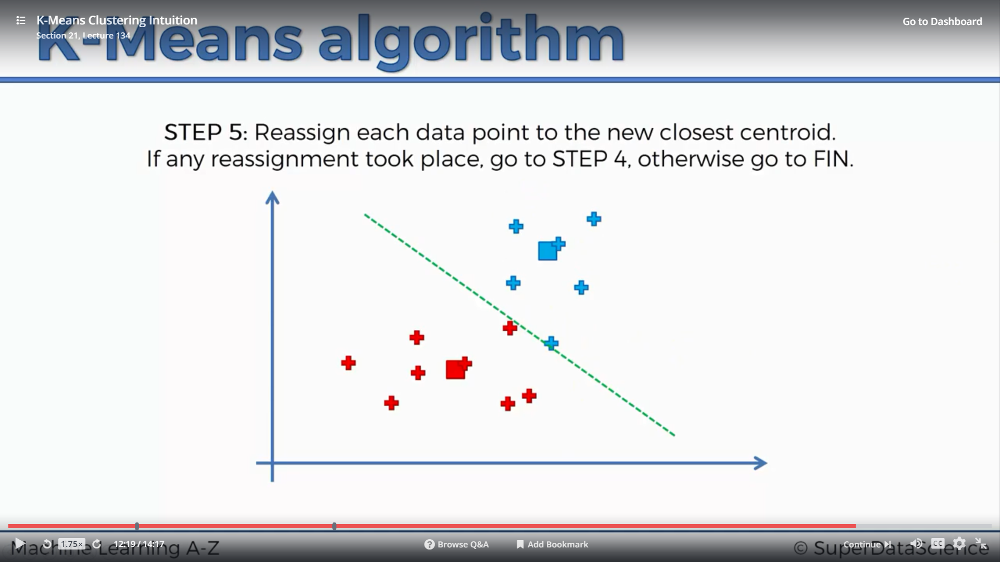 K-Means Clustering Intuition
Section 21, Lecture 134
Go to Dashboard
K-Means algorithm
STEP 5: Reassign each data point to the new closest centroid.
If any reassignment took place, go to STEP 4, otherwise go to FIN.
1.75×
12:19 / 14:17
? Browse Q&A
Add Bookmark
Continue
CC
Machine Learning A-Z
© SuperDataScience